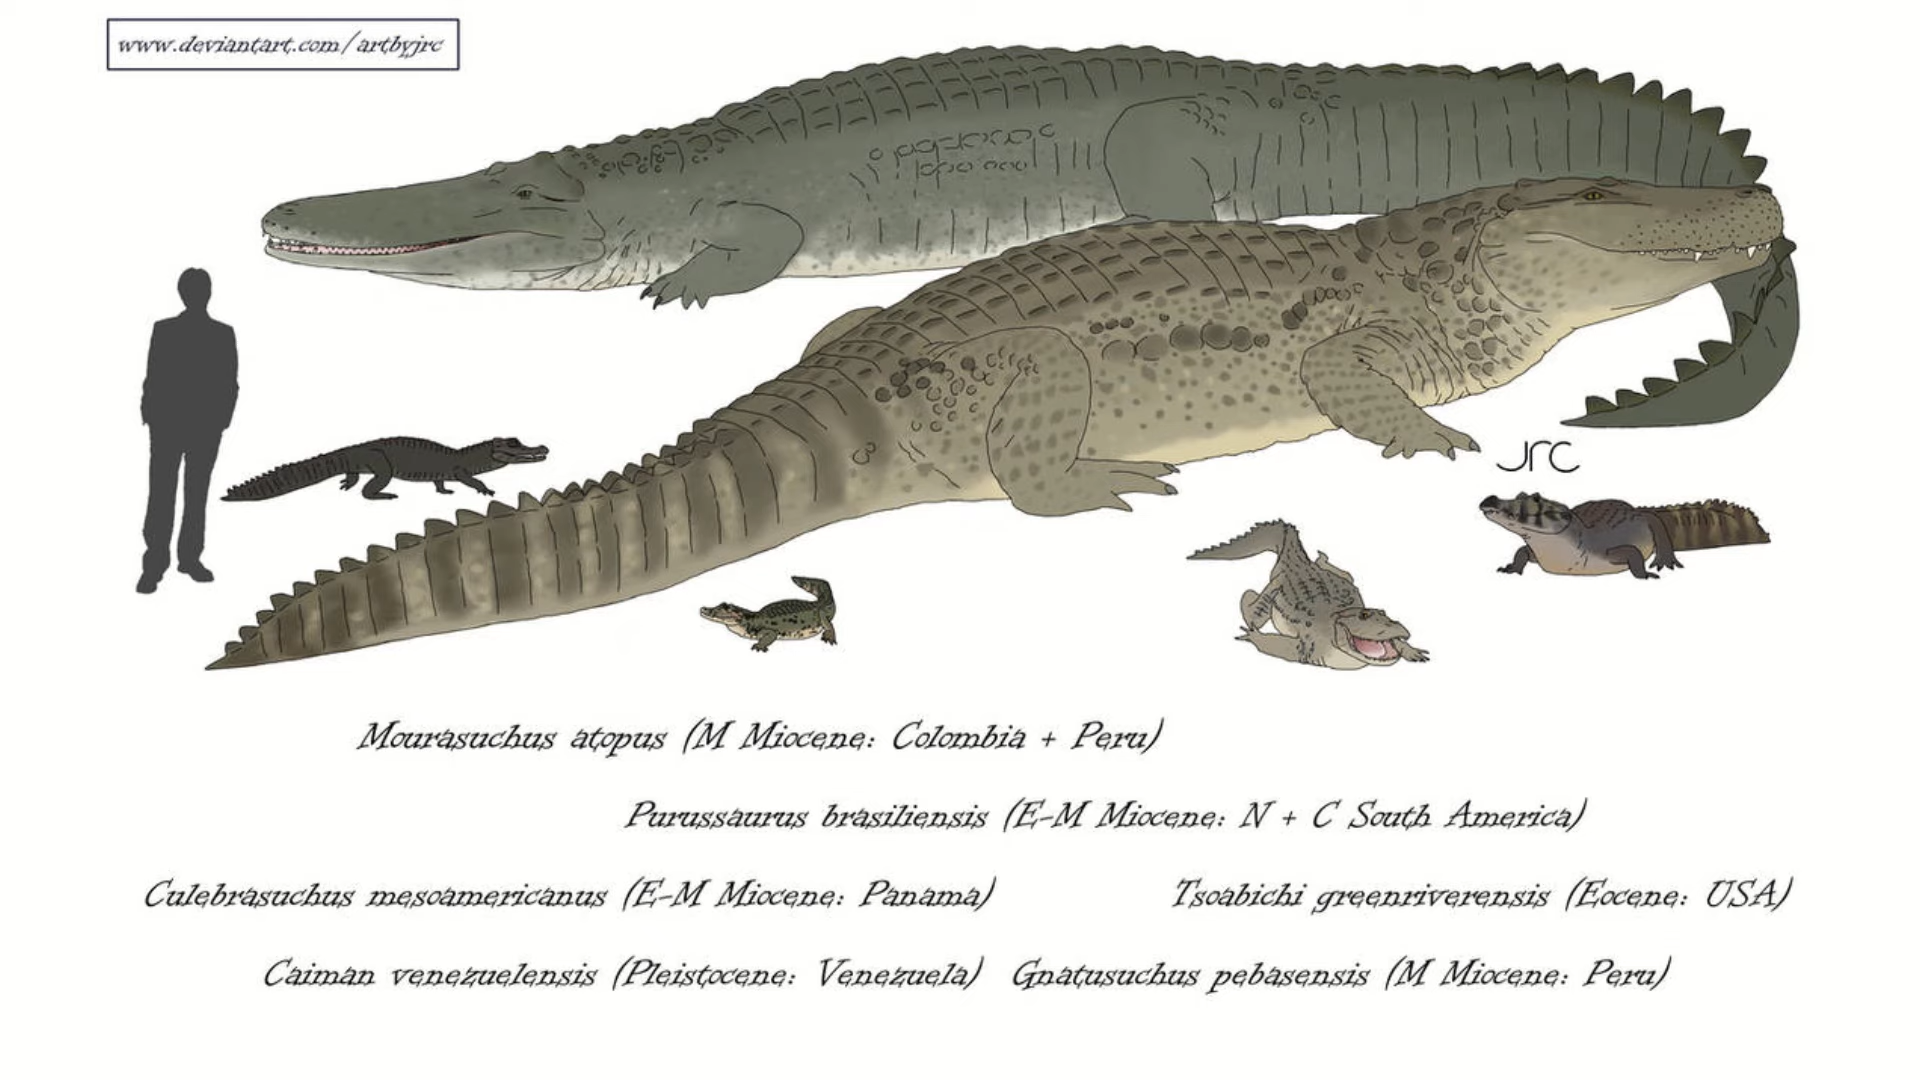 www.deviantart.com/artbyjrc
JrC
Mourasuchus atopus (M Miocene: Colombia + Peru)
Purussaurus brasiliensis (E-M Miocene: N + C South America)
Culebrasuchus mesoamericanus (E-M Miocene: Panama) Tsoabichi greenriverensis (Eocene: USA)
Caiman venezuelensis (Pleistocene: Venezuela) Gnatusuchus pebasensis (M Miocene: Peru)